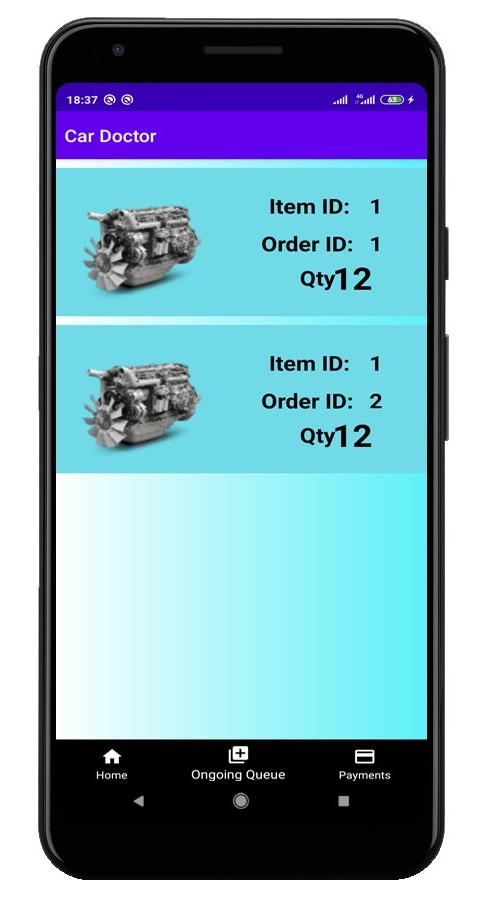 18:37 4G 63
Car Doctor
Item ID: 1
Order ID: 1
Qty12
Item ID: 1
Order ID: 2
Qty12
Home Ongoing Queue Payments